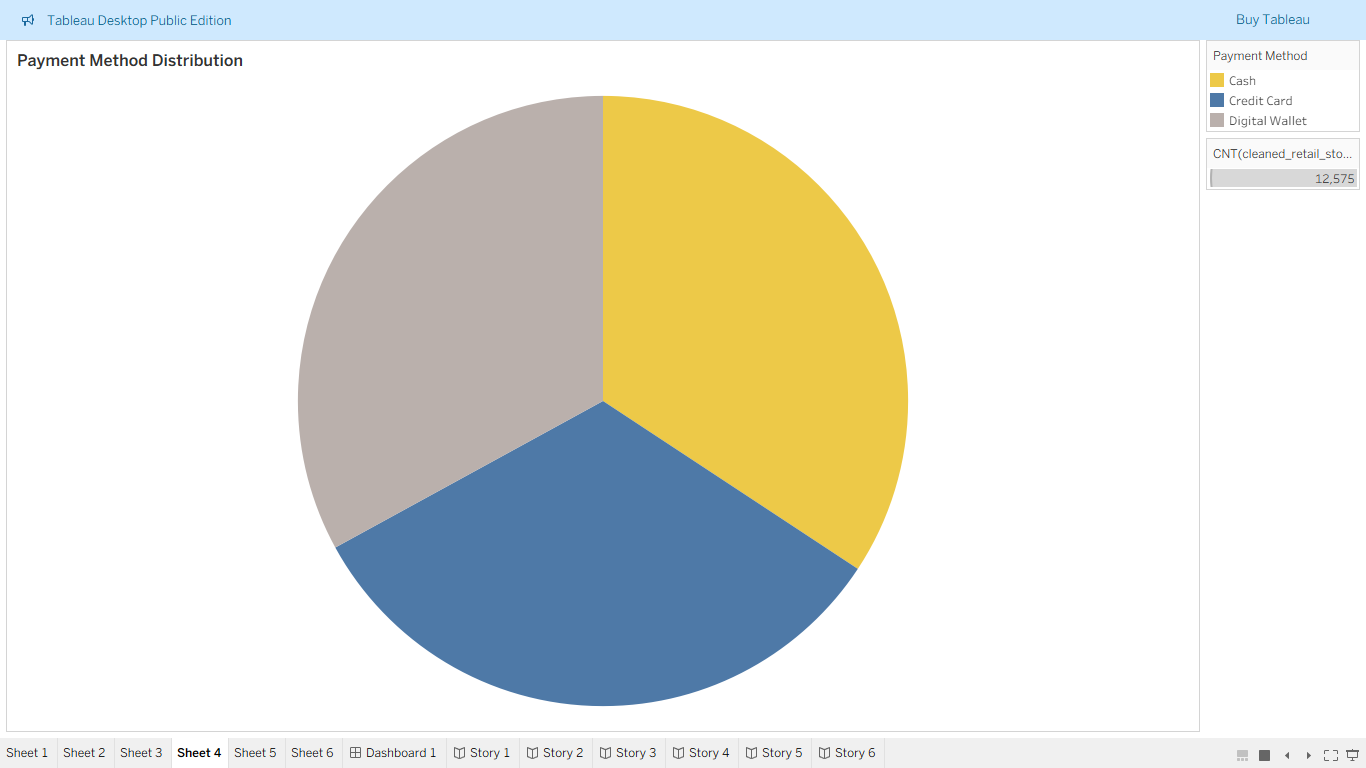 Tableau Desktop Public Edition
Buy Tableau
Payment Method Distribution
Payment Method
Cash
Credit Card
Digital Wallet
CNT(cleaned_retail_sto...
12,575
Sheet 1 Sheet 2 Sheet 3 Sheet 4 Sheet 5 Sheet 6 Dashboard 1 Story 1 Story 2 Story 3 Story 4 Story 5 Story 6